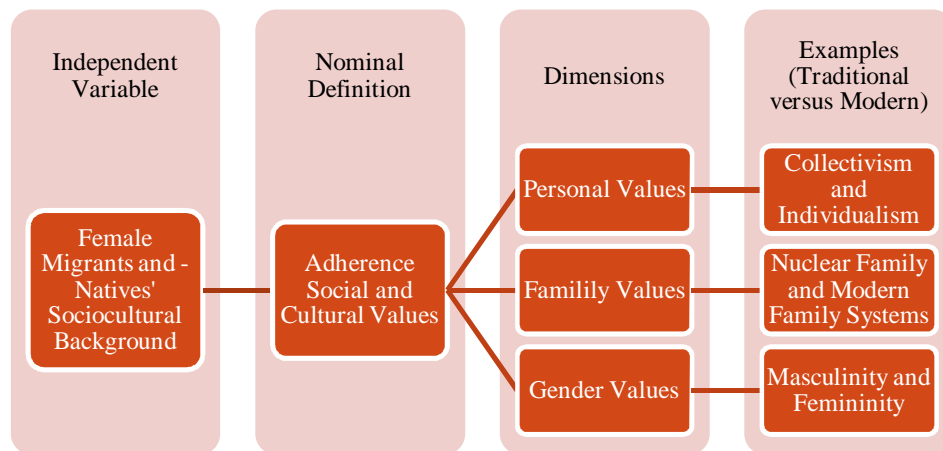 Independent
Variable
Nominal
Definition
Dimensions
Examples
(Traditional
versus Modern)
Female
Migrants and -
Natives'
Sociocultural
Background
Adherence
Social and
Cultural Values
Personal Values
Familily Values
Gender Values
Collectivism
and
Individualism
Nuclear Family
and Modern
Family Systems
Masculinity and
Femininity